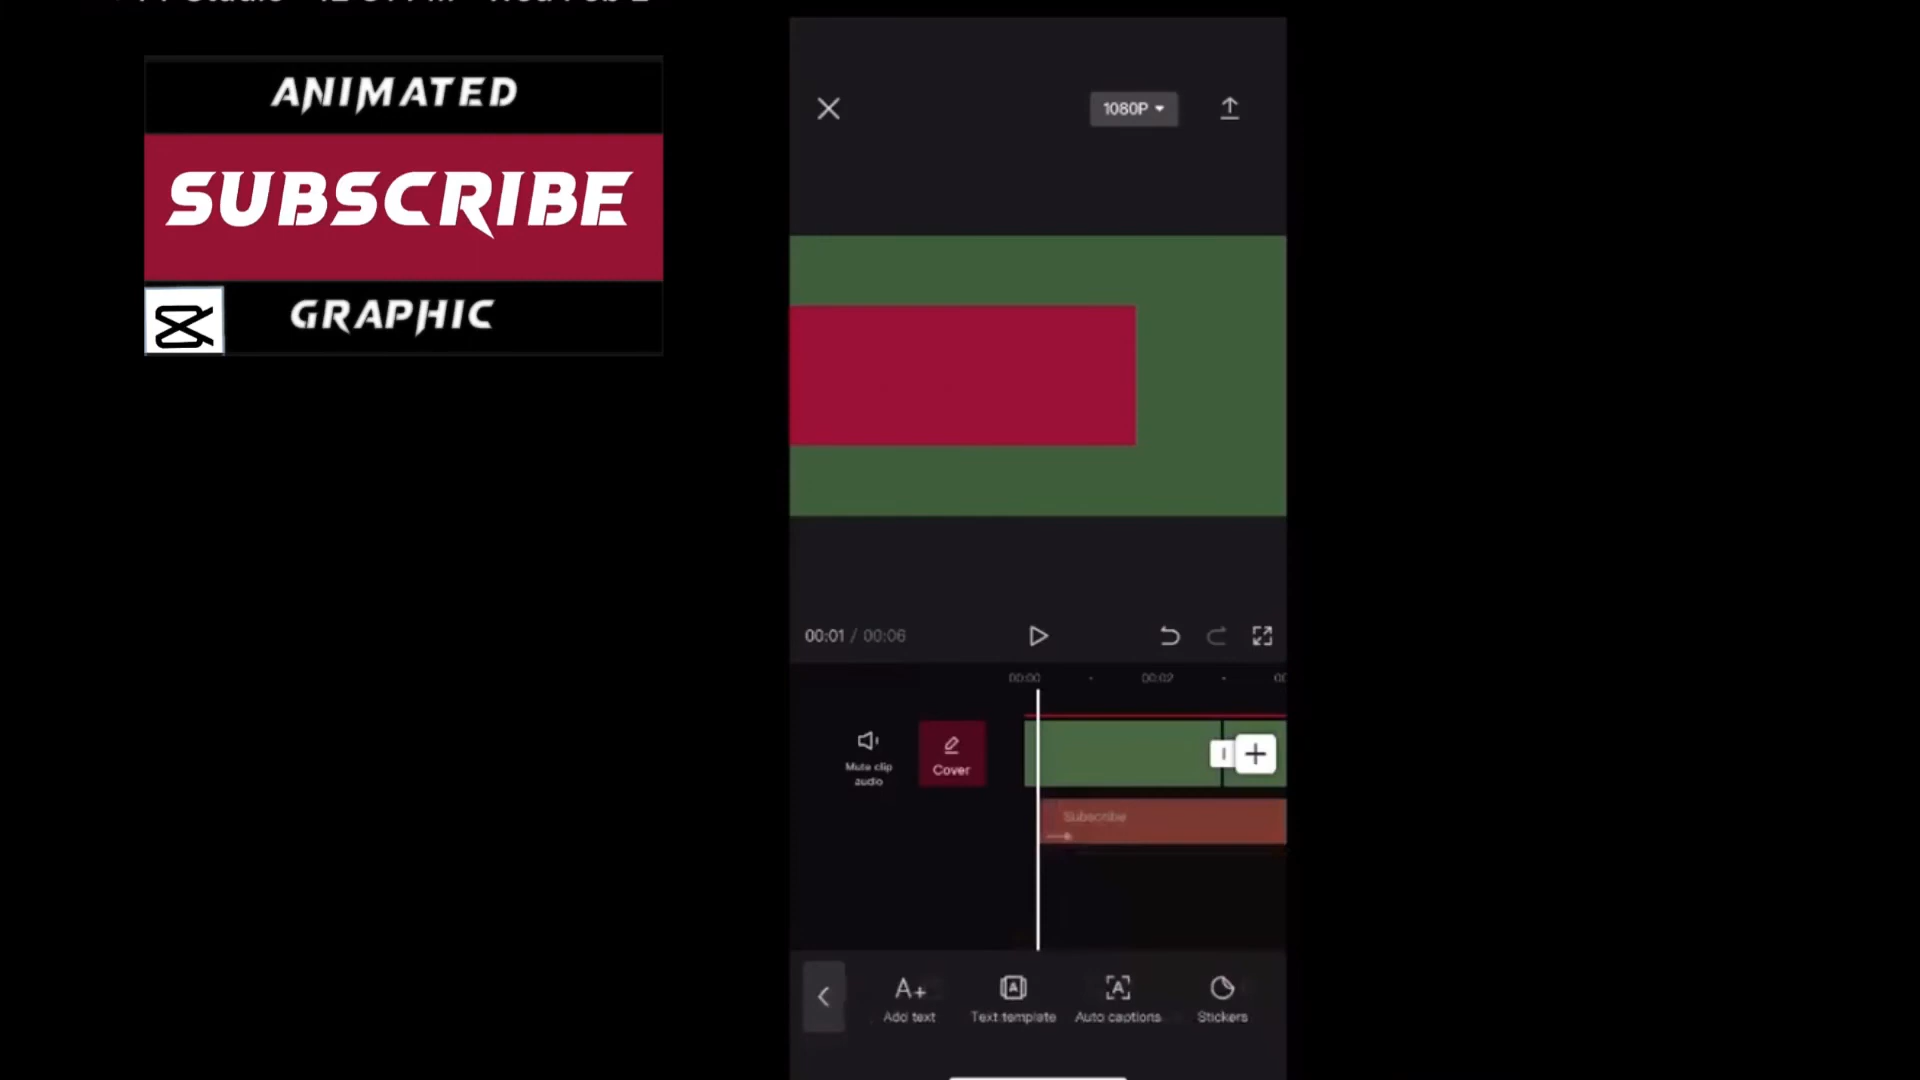 ANIMATED
SUBSCRIBE
GRAPHIC
1080P
00:01 / 00:06
00:00
00:02
Mute clip
audio
Cover
Subscribe
Add text
Text template
Auto captions
Stickers